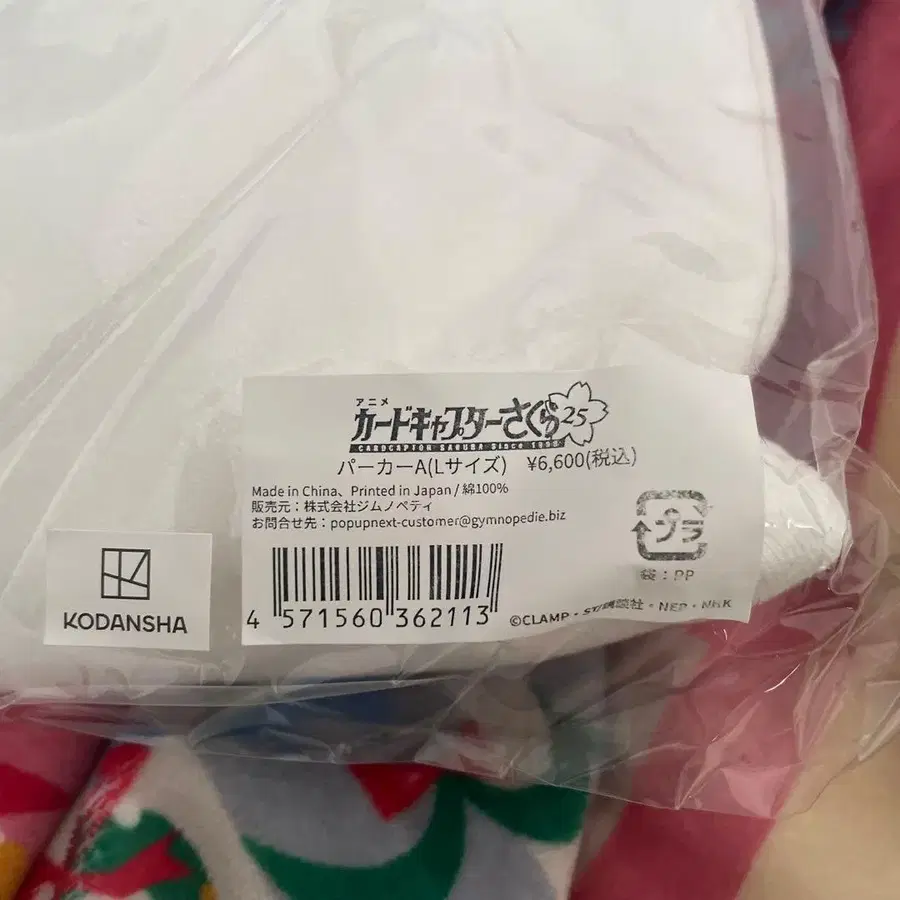 アニメ
カードキャプターさくら 25
CARDCAPTOR SAKURA Since 1998
パーカーA(Lサイズ) ¥6,600(税込)
Made in China、Printed in Japan / 綿100%
販売元：株式会社ジムノペディ
お問合せ先：popupnext-customer@gymnopedie.biz
プラ
袋：PP
4 571560 362113
©CLAMP・ST/講談社・NEP・NHK
KODANSHA